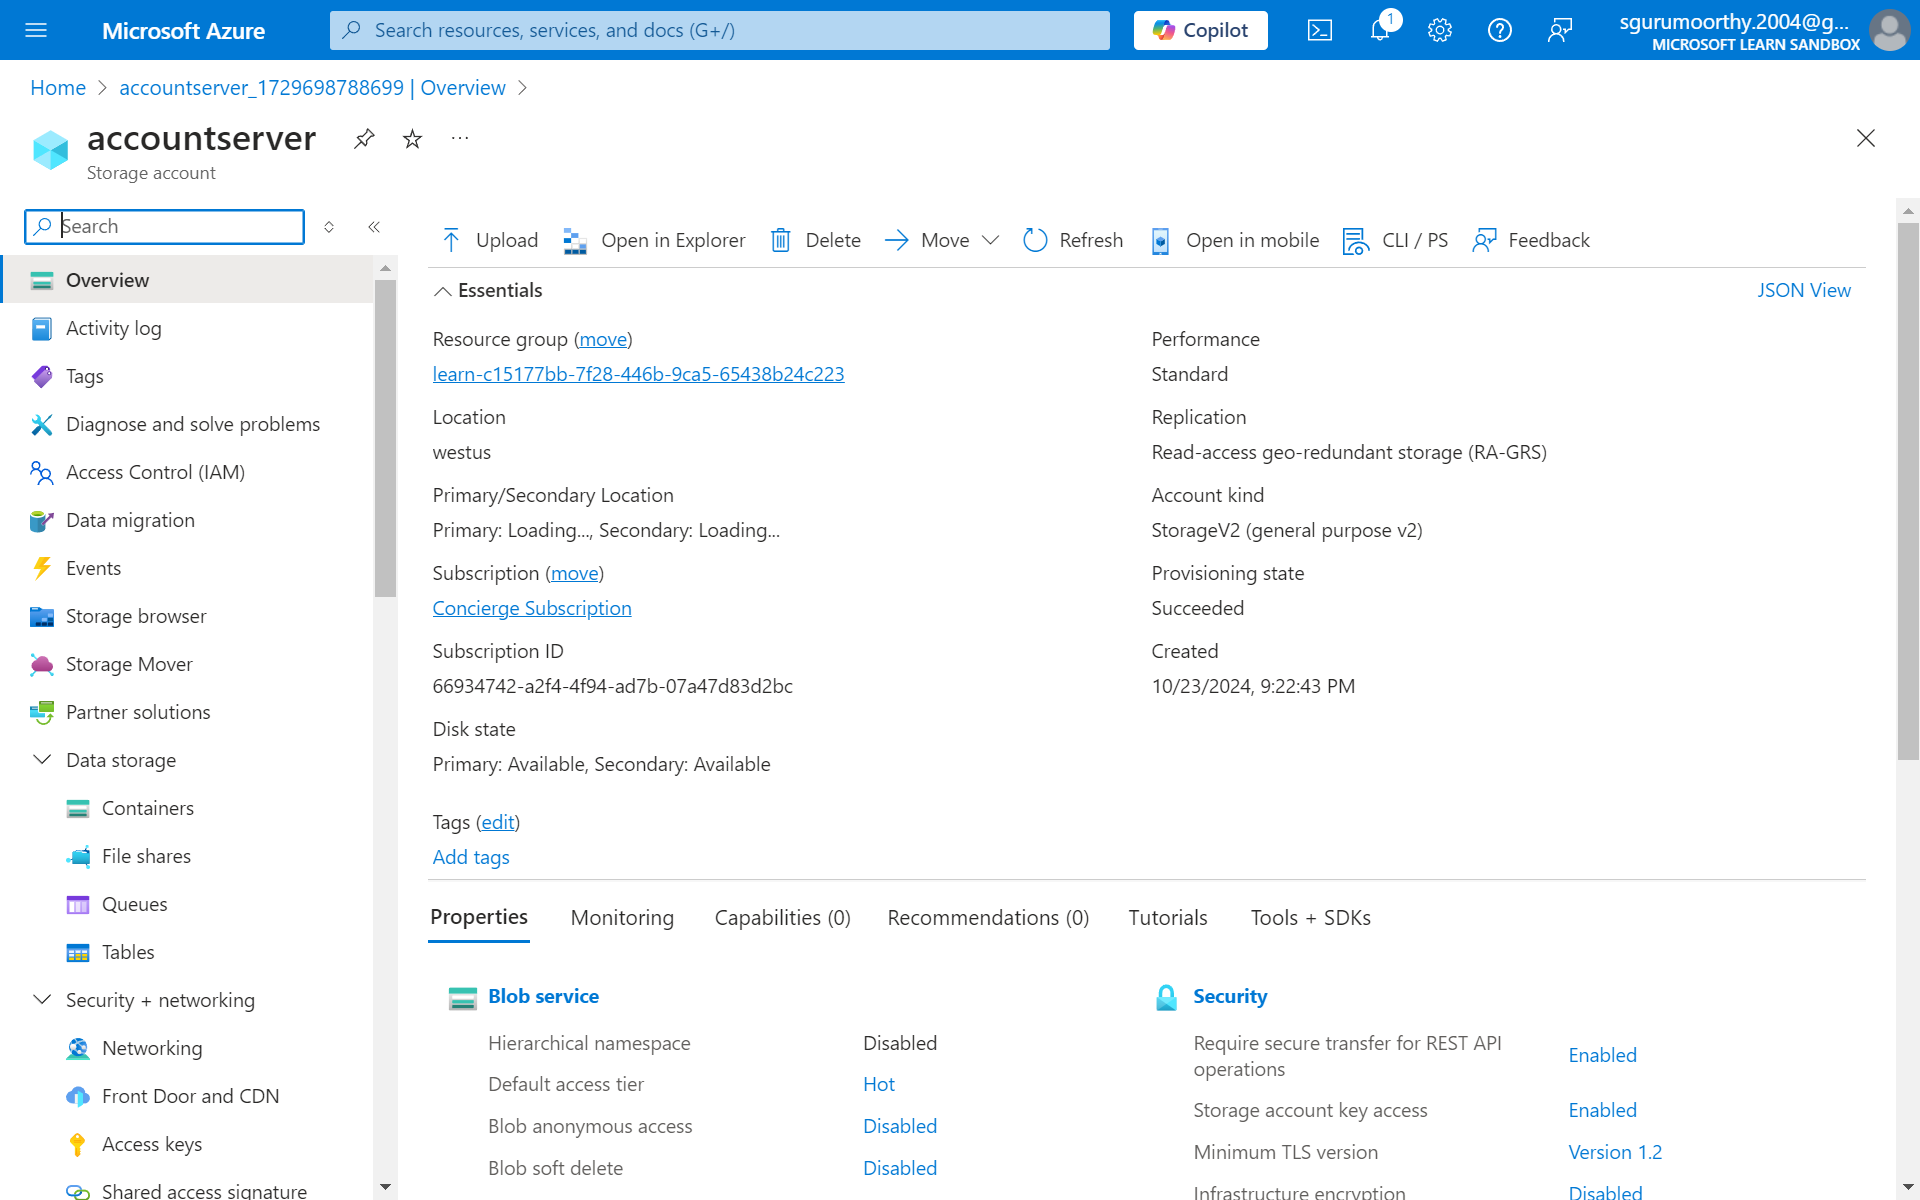 Microsoft Azure
Search resources, services, and docs (G+/)
Copilot
1
sgurumoorthy.2004@g...
MICROSOFT LEARN SANDBOX
Home > accountserver_1729698788699 | Overview >
accountserver
Storage account
Search
Upload
Open in Explorer
Delete
Move
Refresh
Open in mobile
CLI / PS
Feedback
Overview
Activity log
Tags
Diagnose and solve problems
Access Control (IAM)
Data migration
Events
Storage browser
Storage Mover
Partner solutions
Data storage
Containers
File shares
Queues
Tables
Security + networking
Networking
Front Door and CDN
Access keys
Shared access signature
Essentials
JSON View
Resource group (move)
learn-c15177bb-7f28-446b-9ca5-65438b24c223
Location
westus
Primary/Secondary Location
Primary: Loading..., Secondary: Loading...
Subscription (move)
Concierge Subscription
Subscription ID
66934742-a2f4-4f94-ad7b-07a47d83d2bc
Disk state
Primary: Available, Secondary: Available
Performance
Standard
Replication
Read-access geo-redundant storage (RA-GRS)
Account kind
StorageV2 (general purpose v2)
Provisioning state
Succeeded
Created
10/23/2024, 9:22:43 PM
Tags (edit)
Add tags
Properties
Monitoring
Capabilities (0)
Recommendations (0)
Tutorials
Tools + SDKs
Blob service
Hierarchical namespace Disabled
Default access tier Hot
Blob anonymous access Disabled
Blob soft delete Disabled
Security
Require secure transfer for REST API
operations Enabled
Storage account key access Enabled
Minimum TLS version Version 1.2
Infrastructure encryption Disabled